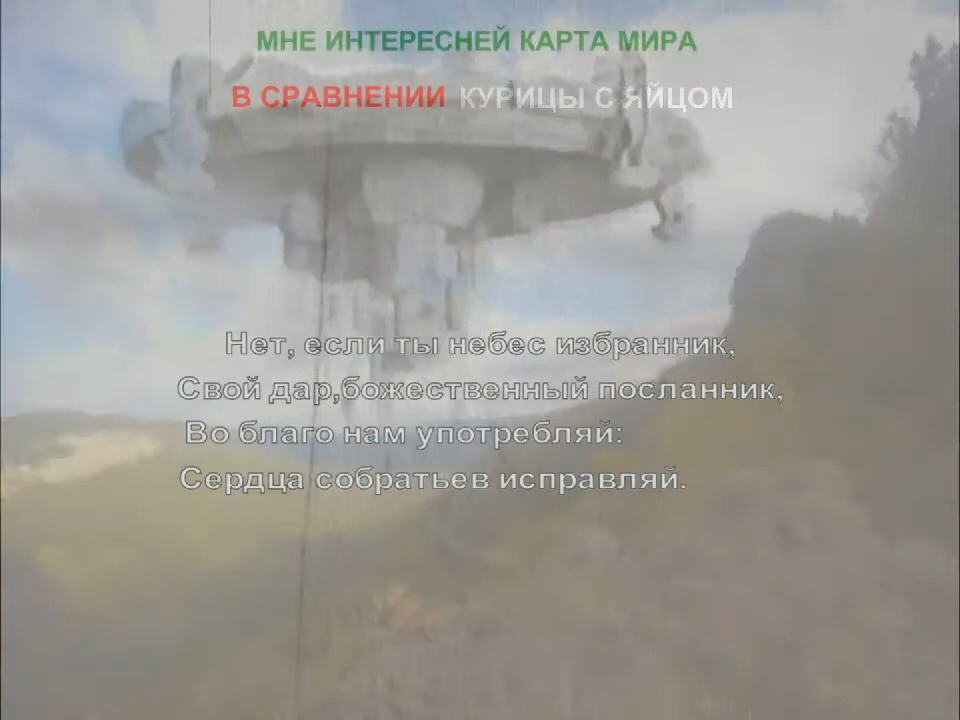 МНЕ ИНТЕРЕСНЕЙ КАРТА МИРА
В СРАВНЕНИИ КУРИЦЫ С ЯЙЦОМ
Нет, если ты небес избранник,
Свой дар,божественный посланник,
Во благо нам употребляй:
Сердца собратьев исправляй.